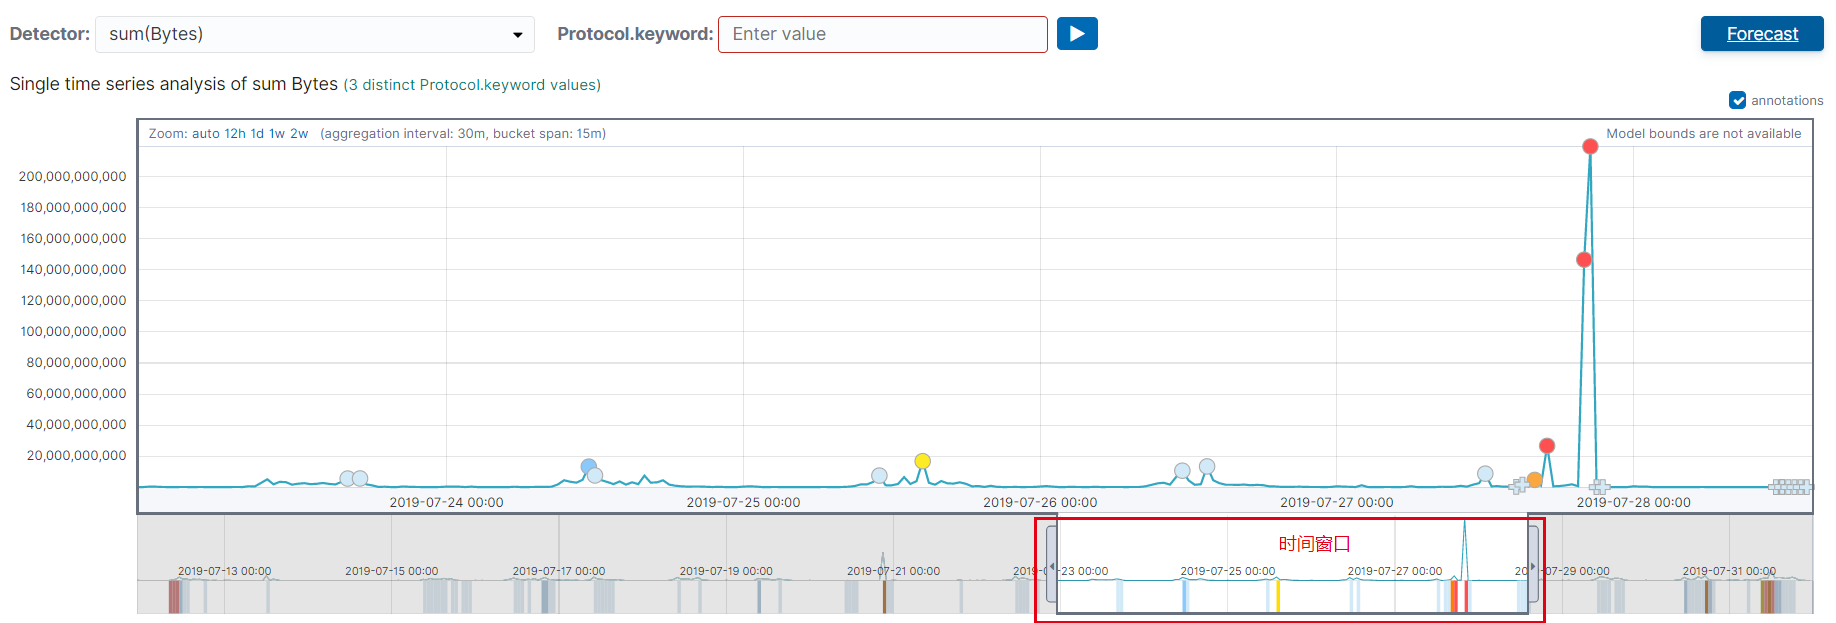 Detector: sum(Bytes) Protocol.keyword: Enter value Forecast
Single time series analysis of sum Bytes (3 distinct Protocol.keyword values)
annotations
Zoom: auto 12h 1d 1w 2w (aggregation interval: 30m, bucket span: 15m) Model bounds are not available
200,000,000,000
180,000,000,000
160,000,000,000
140,000,000,000
120,000,000,000
100,000,000,000
80,000,000,000
60,000,000,000
40,000,000,000
20,000,000,000
2019-07-24 00:00 2019-07-25 00:00 2019-07-26 00:00 2019-07-27 00:00 2019-07-28 00:00
时间窗口
2019-07-13 00:00 2019-07-15 00:00 2019-07-17 00:00 2019-07-19 00:00 2019-07-21 00:00 2019-07-23 00:00 2019-07-25 00:00 2019-07-27 00:00 2019-07-29 00:00 2019-07-31 00:00